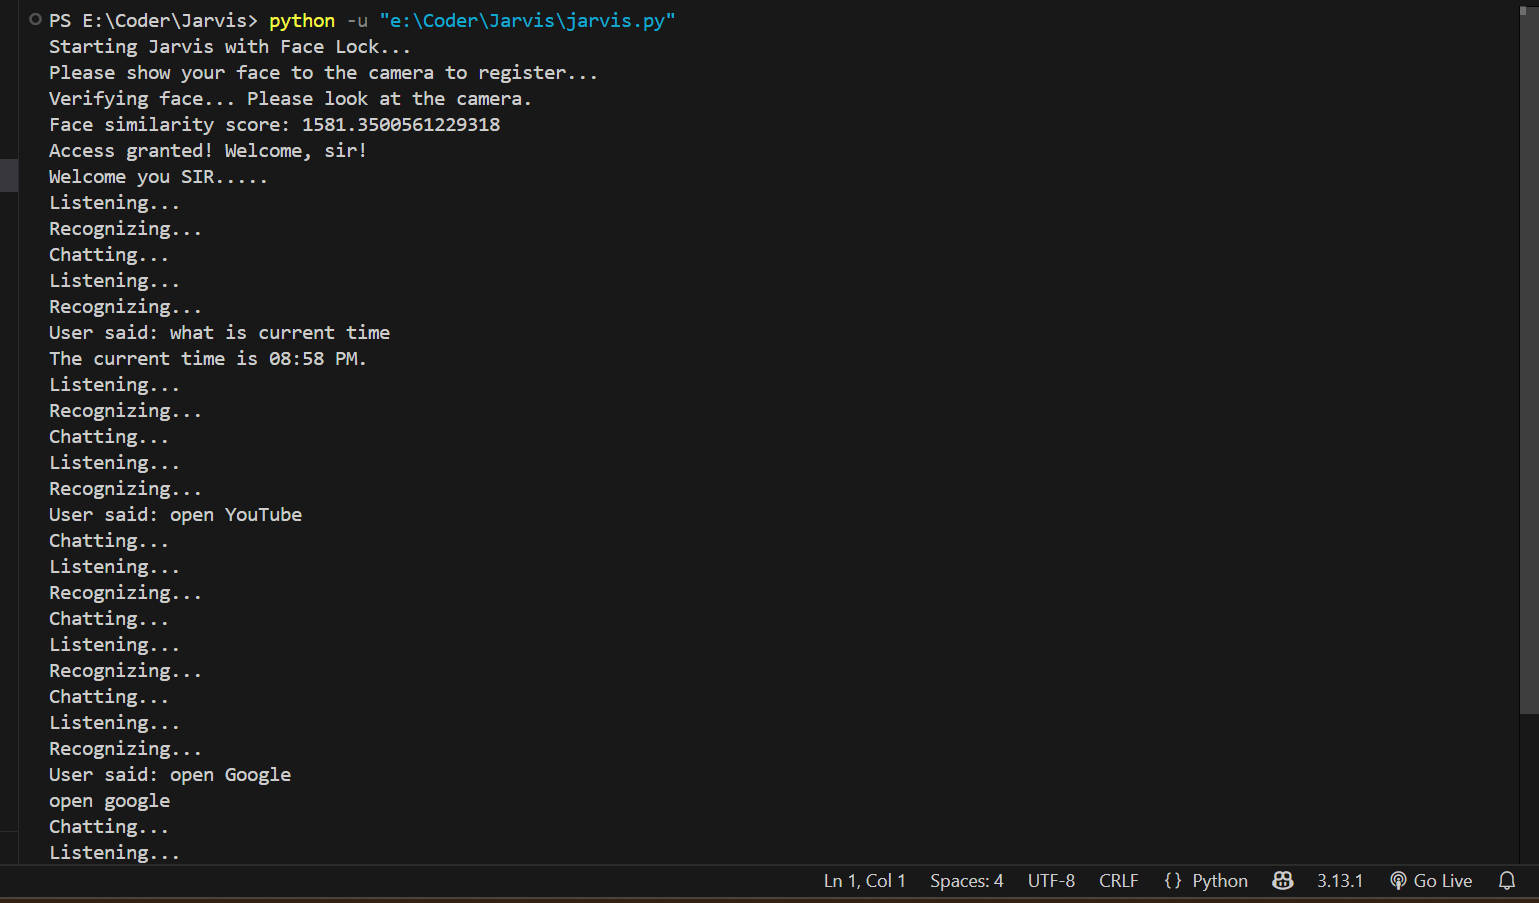 PS E:\Coder\Jarvis> python -u "e:\Coder\Jarvis\jarvis.py"
Starting Jarvis with Face Lock...
Please show your face to the camera to register...
Verifying face... Please look at the camera.
Face similarity score: 1581.3500561229318
Access granted! Welcome, sir!
Welcome you SIR.....
Listening...
Recognizing...
Chatting...
Listening...
Recognizing...
User said: what is current time
The current time is 08:58 PM.
Listening...
Recognizing...
Chatting...
Listening...
Recognizing...
User said: open YouTube
Chatting...
Listening...
Recognizing...
Chatting...
Listening...
Recognizing...
Chatting...
Listening...
Recognizing...
User said: open Google
open google
Chatting...
Listening...
Ln 1, Col 1 Spaces: 4 UTF-8 CRLF {} Python 3.13.1 Go Live